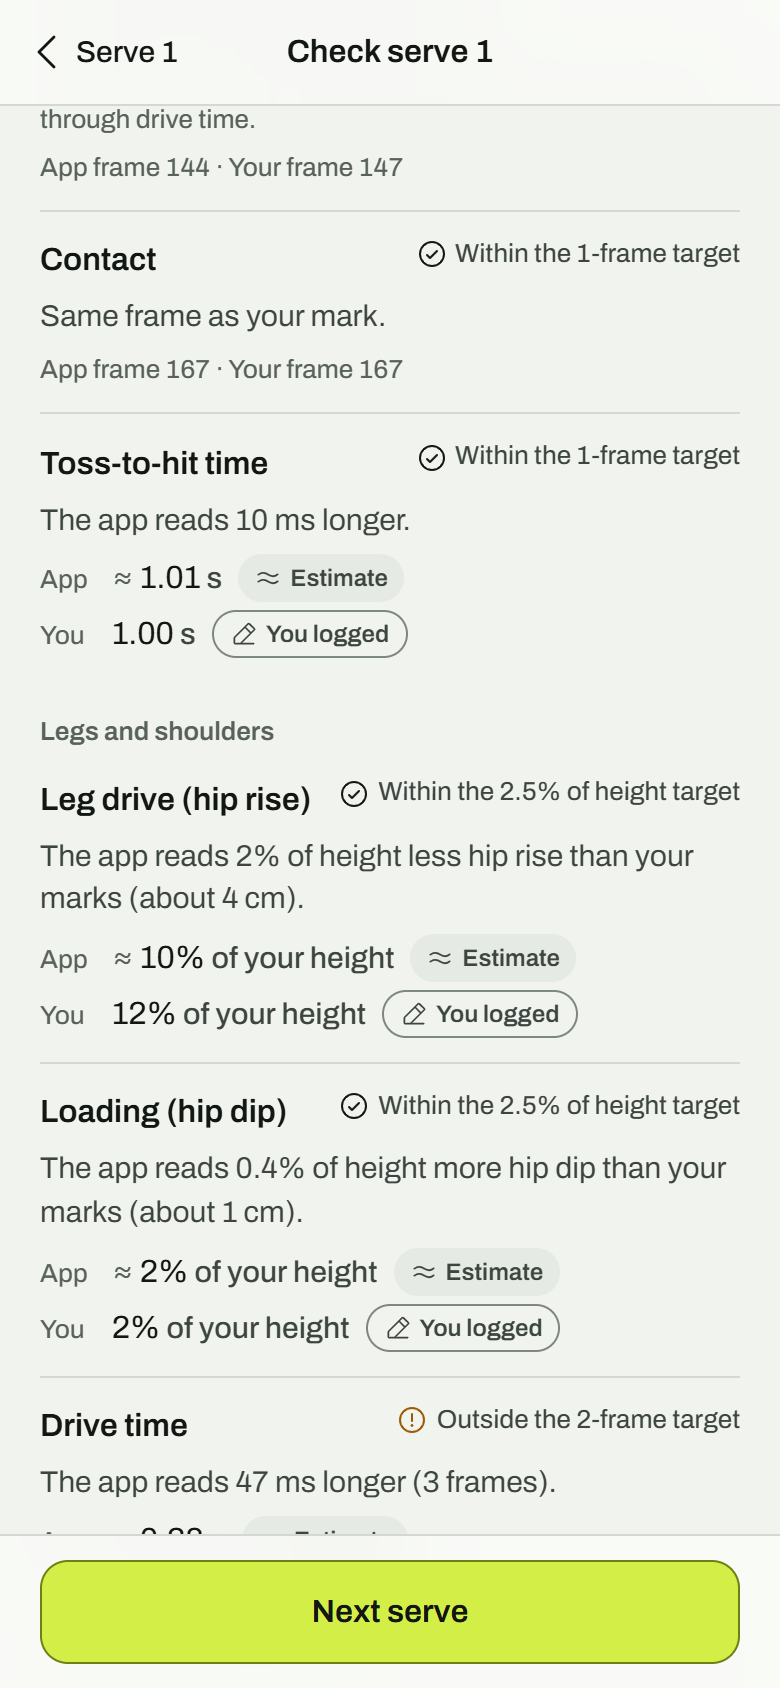 Serve 1
Check serve 1
through drive time.
App frame 144 · Your frame 147
Contact
Within the 1-frame target
Same frame as your mark.
App frame 167 · Your frame 167
Toss-to-hit time
Within the 1-frame target
The app reads 10 ms longer.
App ≈ 1.01 s ≈ Estimate
You 1.00 s You logged
Legs and shoulders
Leg drive (hip rise)
Within the 2.5% of height target
The app reads 2% of height less hip rise than your
marks (about 4 cm).
App ≈ 10% of your height ≈ Estimate
You 12% of your height You logged
Loading (hip dip)
Within the 2.5% of height target
The app reads 0.4% of height more hip dip than your
marks (about 1 cm).
App ≈ 2% of your height ≈ Estimate
You 2% of your height You logged
Drive time
Outside the 2-frame target
The app reads 47 ms longer (3 frames).
Next serve